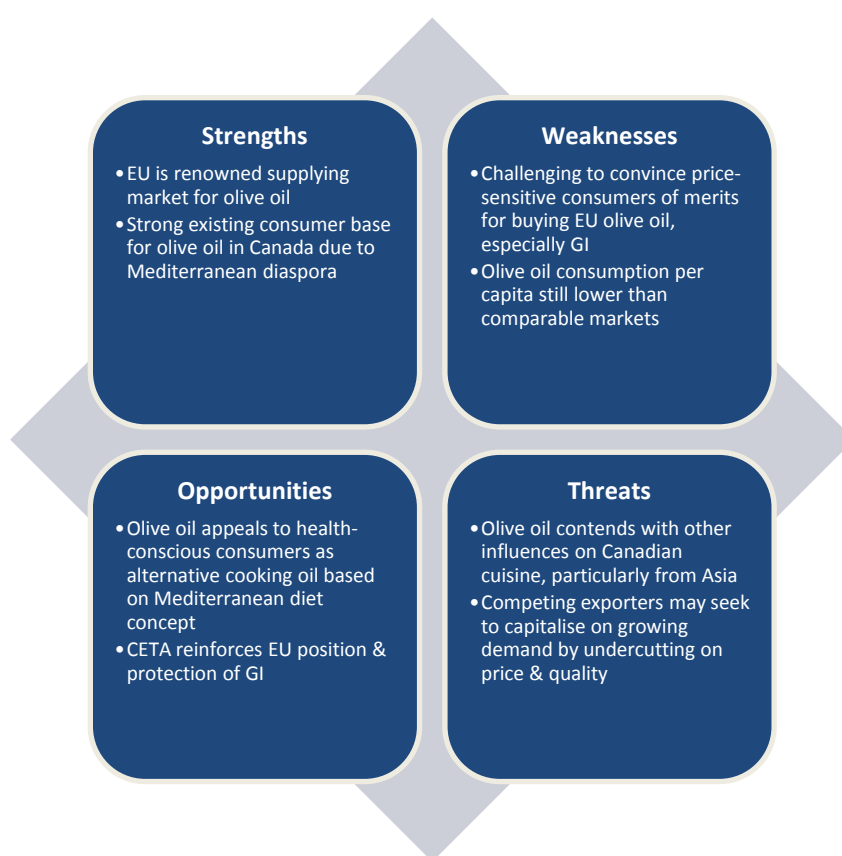 Strengths
•EU is renowned supplying
market for olive oil
•Strong existing consumer base
for olive oil in Canada due to
Mediterranean diaspora
Weaknesses
•Challenging to convince price-
sensitive consumers of merits
for buying EU olive oil,
especially GI
•Olive oil consumption per
capita still lower than
comparable markets
Opportunities
•Olive oil appeals to health-
conscious consumers as
alternative cooking oil based
on Mediterranean diet
concept
•CETA reinforces EU position &
protection of GI
Threats
•Olive oil contends with other
influences on Canadian
cuisine, particularly from Asia
•Competing exporters may seek
to capitalise on growing
demand by undercutting on
price & quality